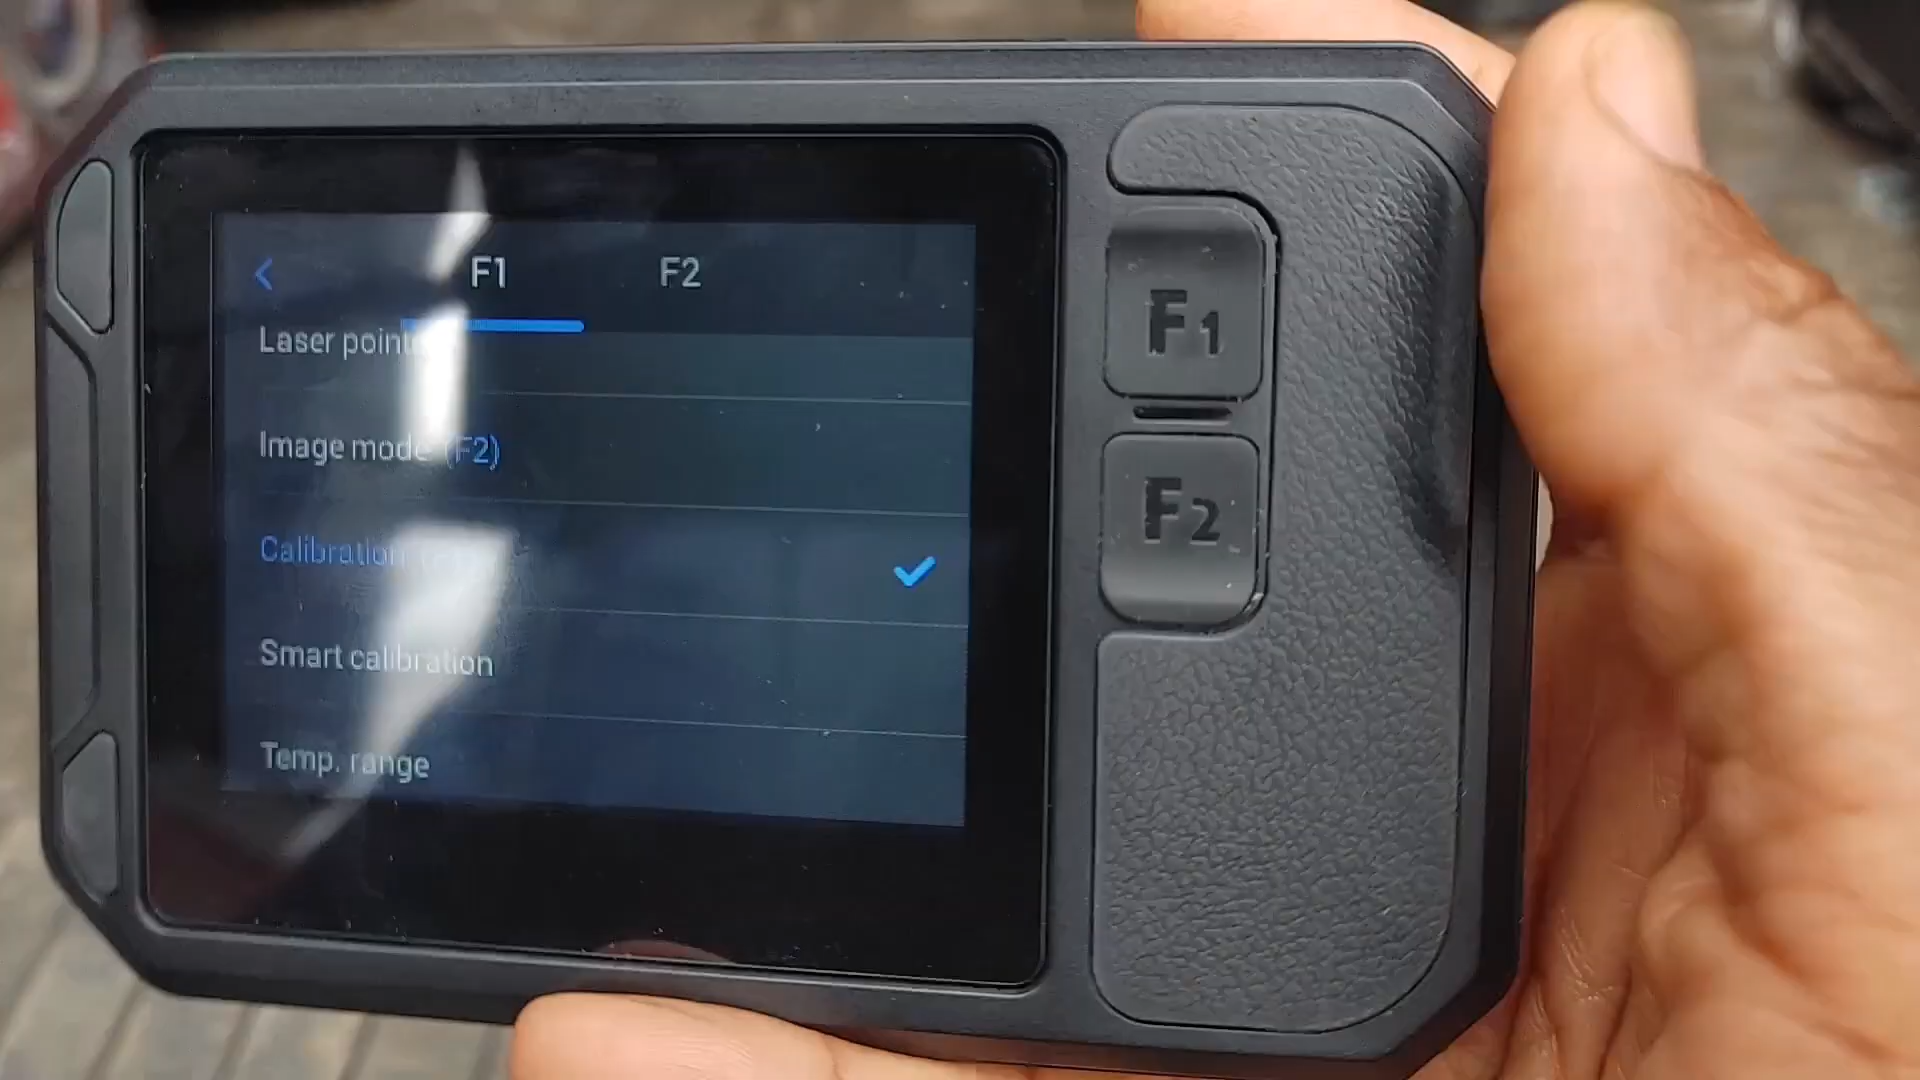 F1 F2
Laser point
Image mode (F2)
Calibration
Smart calibration
Temp. range
F1
F2